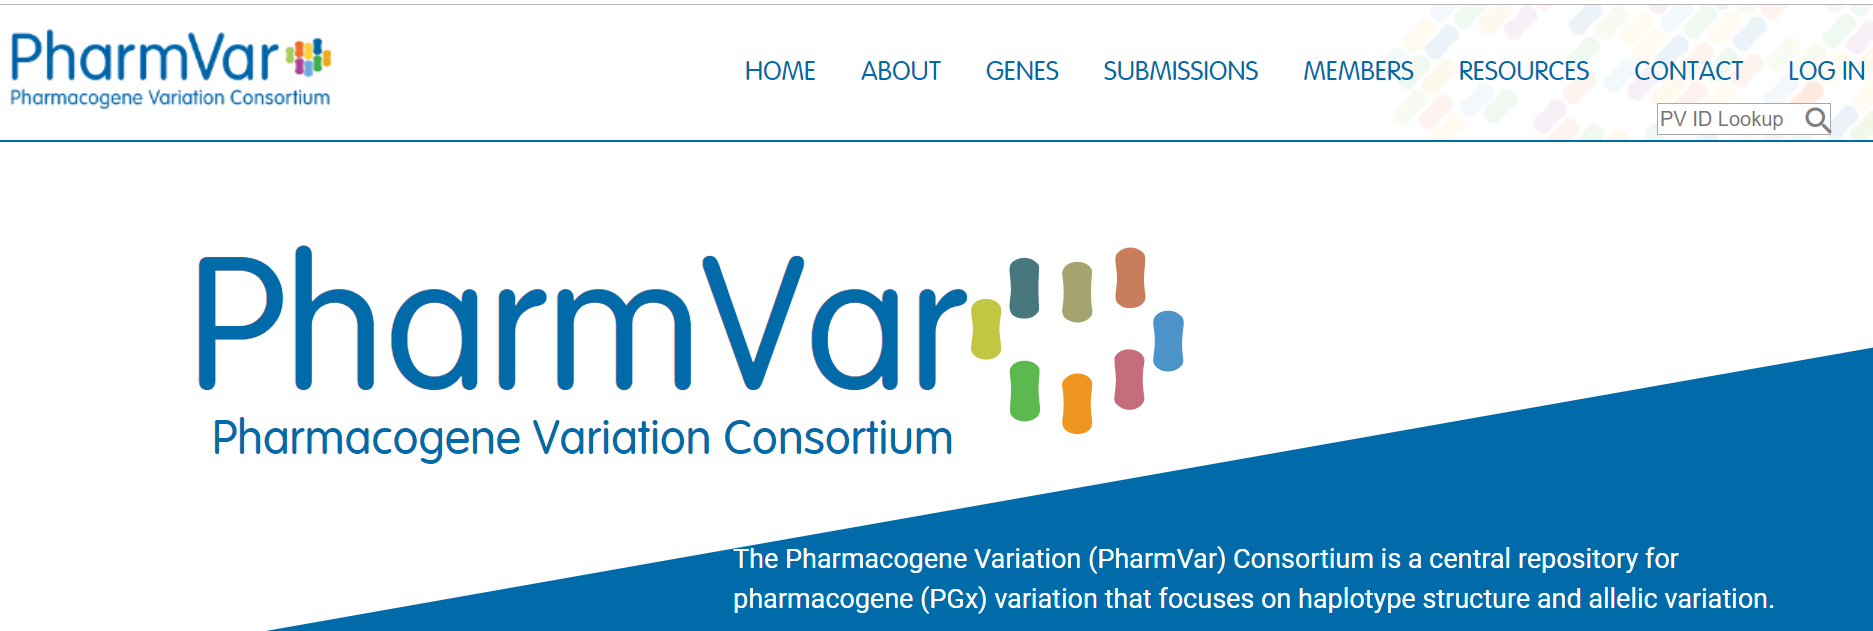 PharmVar
Pharmacogene Variation Consortium
HOME ABOUT GENES SUBMISSIONS MEMBERS RESOURCES CONTACT LOG IN
PV ID Lookup
PharmVar
Pharmacogene Variation Consortium
The Pharmacogene Variation (PharmVar) Consortium is a central repository for
pharmacogene (PGx) variation that focuses on haplotype structure and allelic variation.